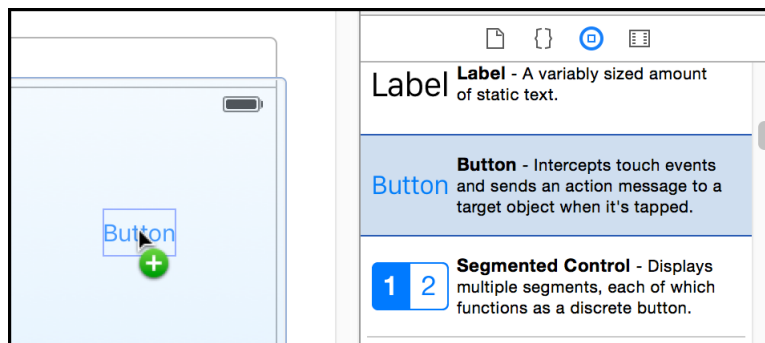 Button
{}
Label
Label - A variably sized amount
of static text.
Button
Button - Intercepts touch events
and sends an action message to a
target object when it's tapped.
1 2
Segmented Control - Displays
multiple segments, each of which
functions as a discrete button.